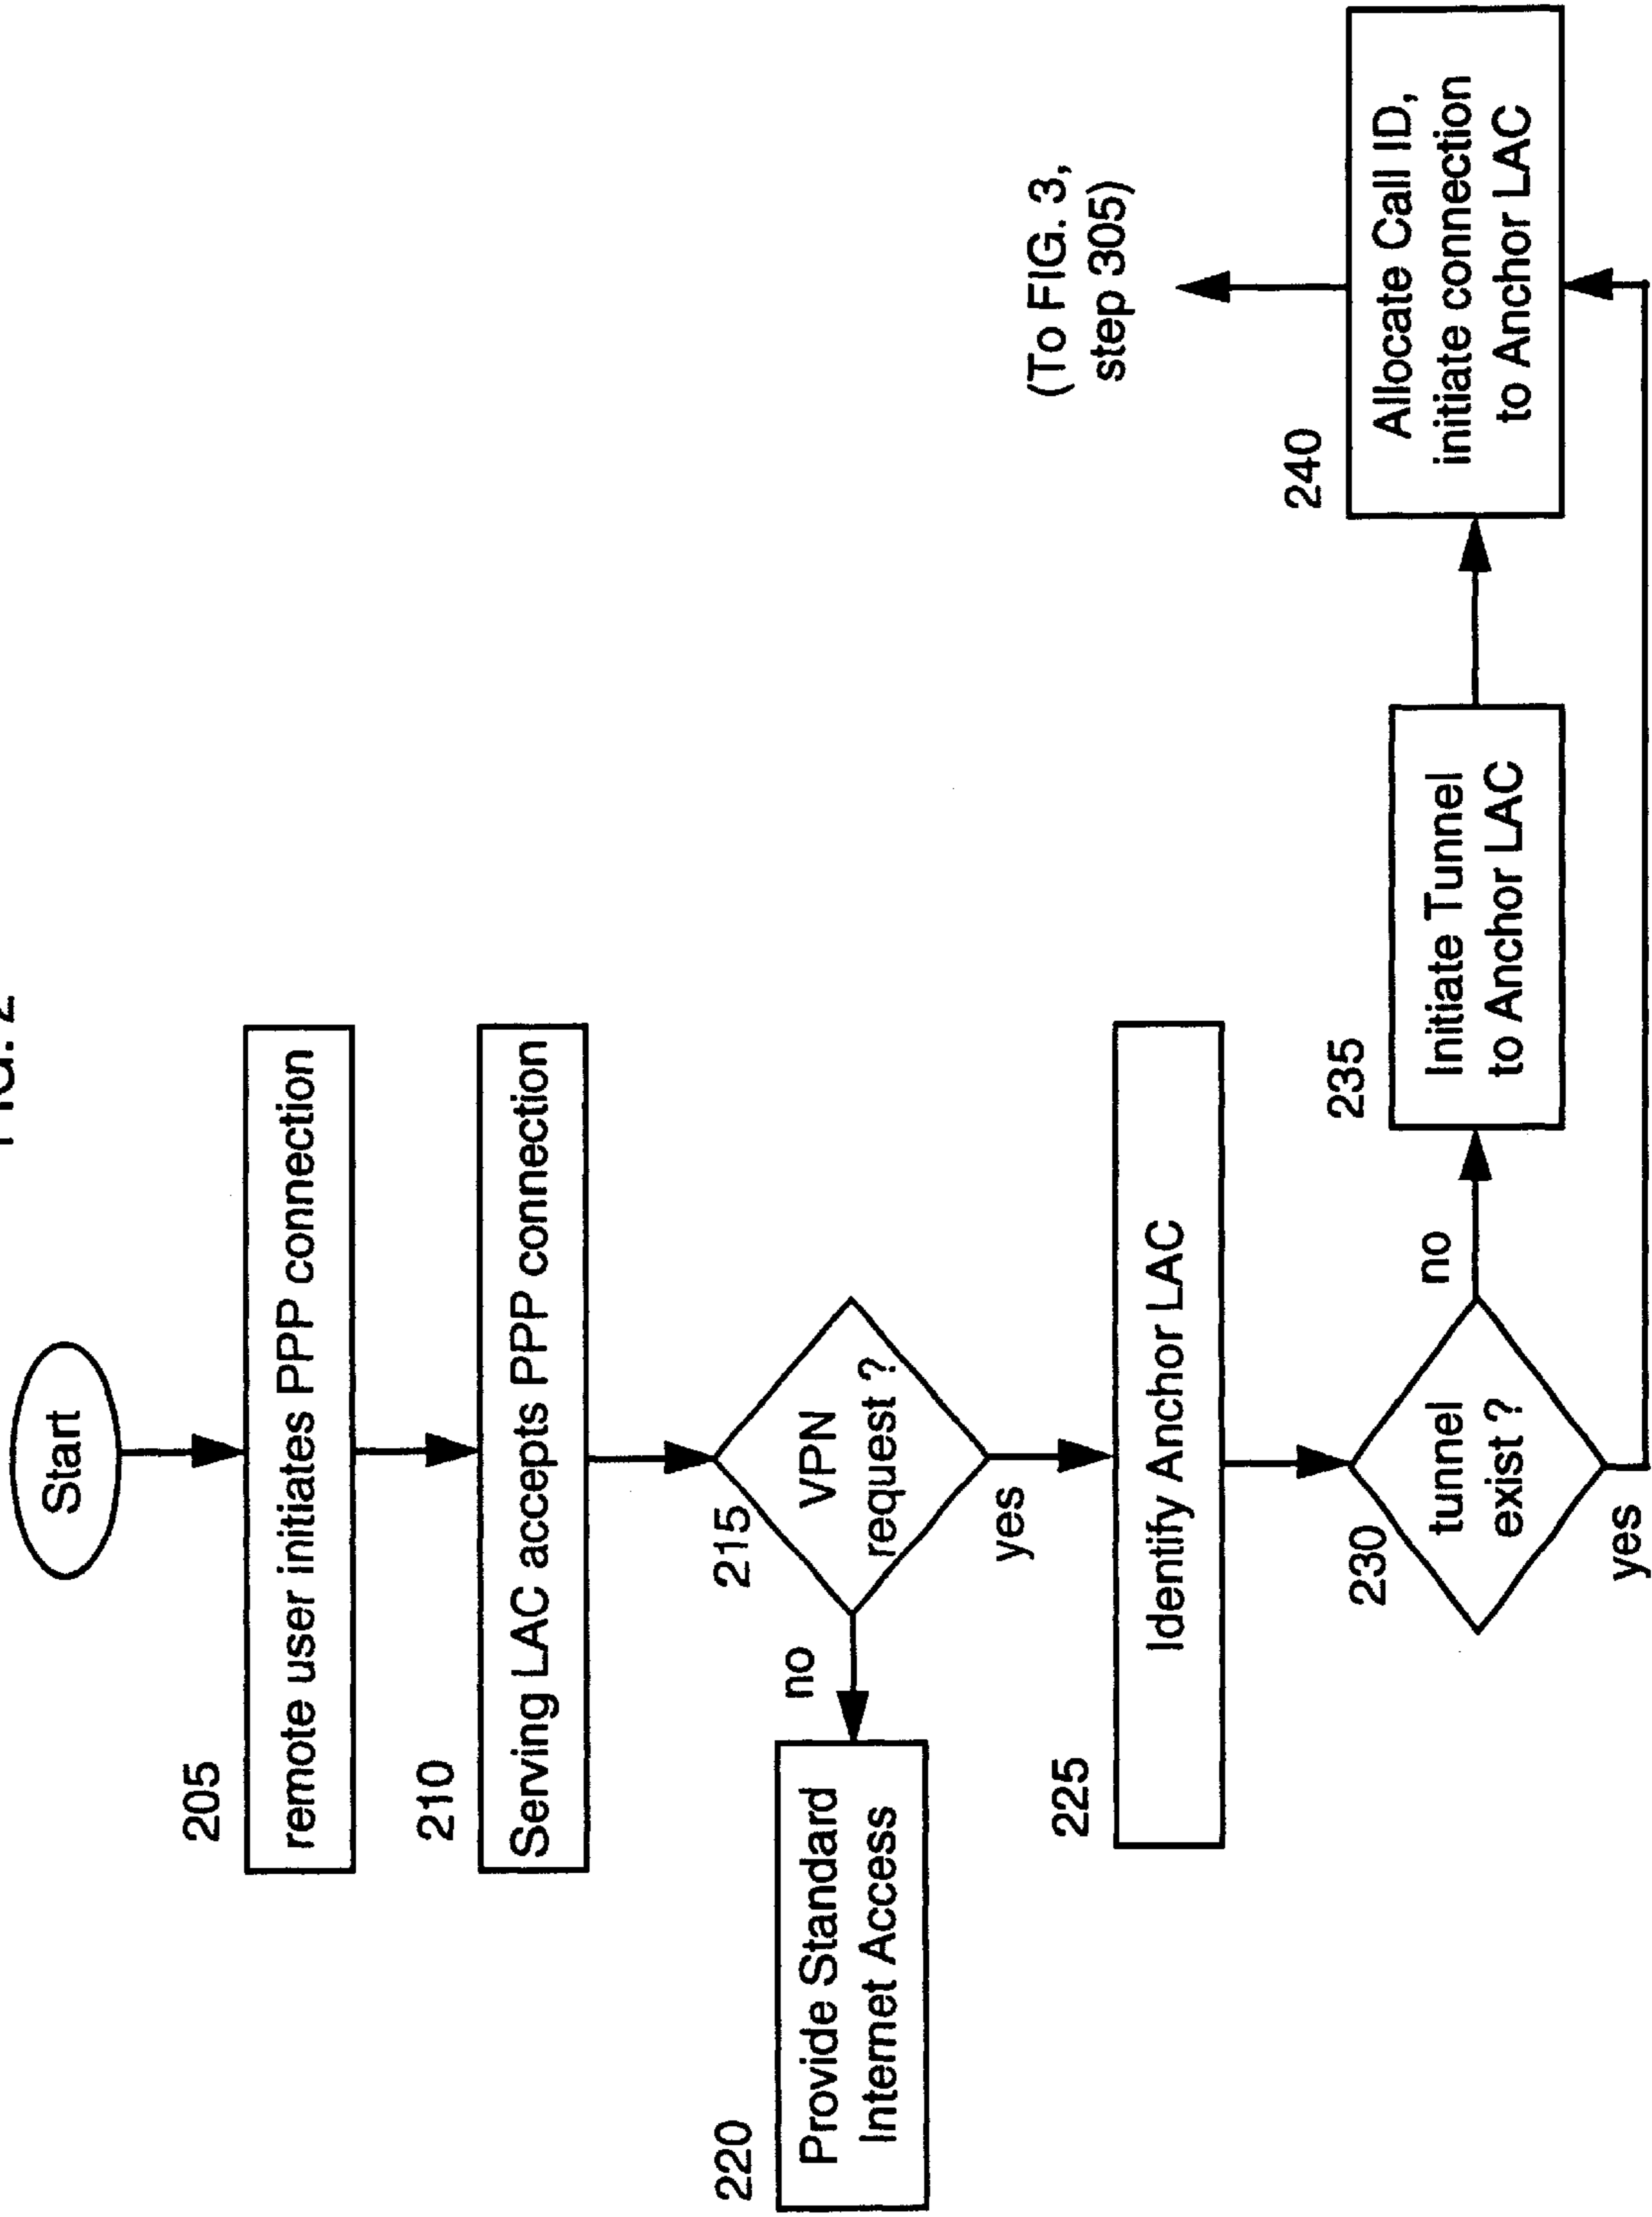 FIG. 2
Start
205
remote user initiates PPP connection
210
Serving LAC accepts PPP connection
215
VPN
request ?
no
yes
220
Provide Standard
Internet Access
225
Identify Anchor LAC
230
tunnel
exist ?
no
yes
235
Initiate Tunnel
to Anchor LAC
240
Allocate Call ID,
initiate connection
to Anchor LAC
(To FIG. 3,
step 305)